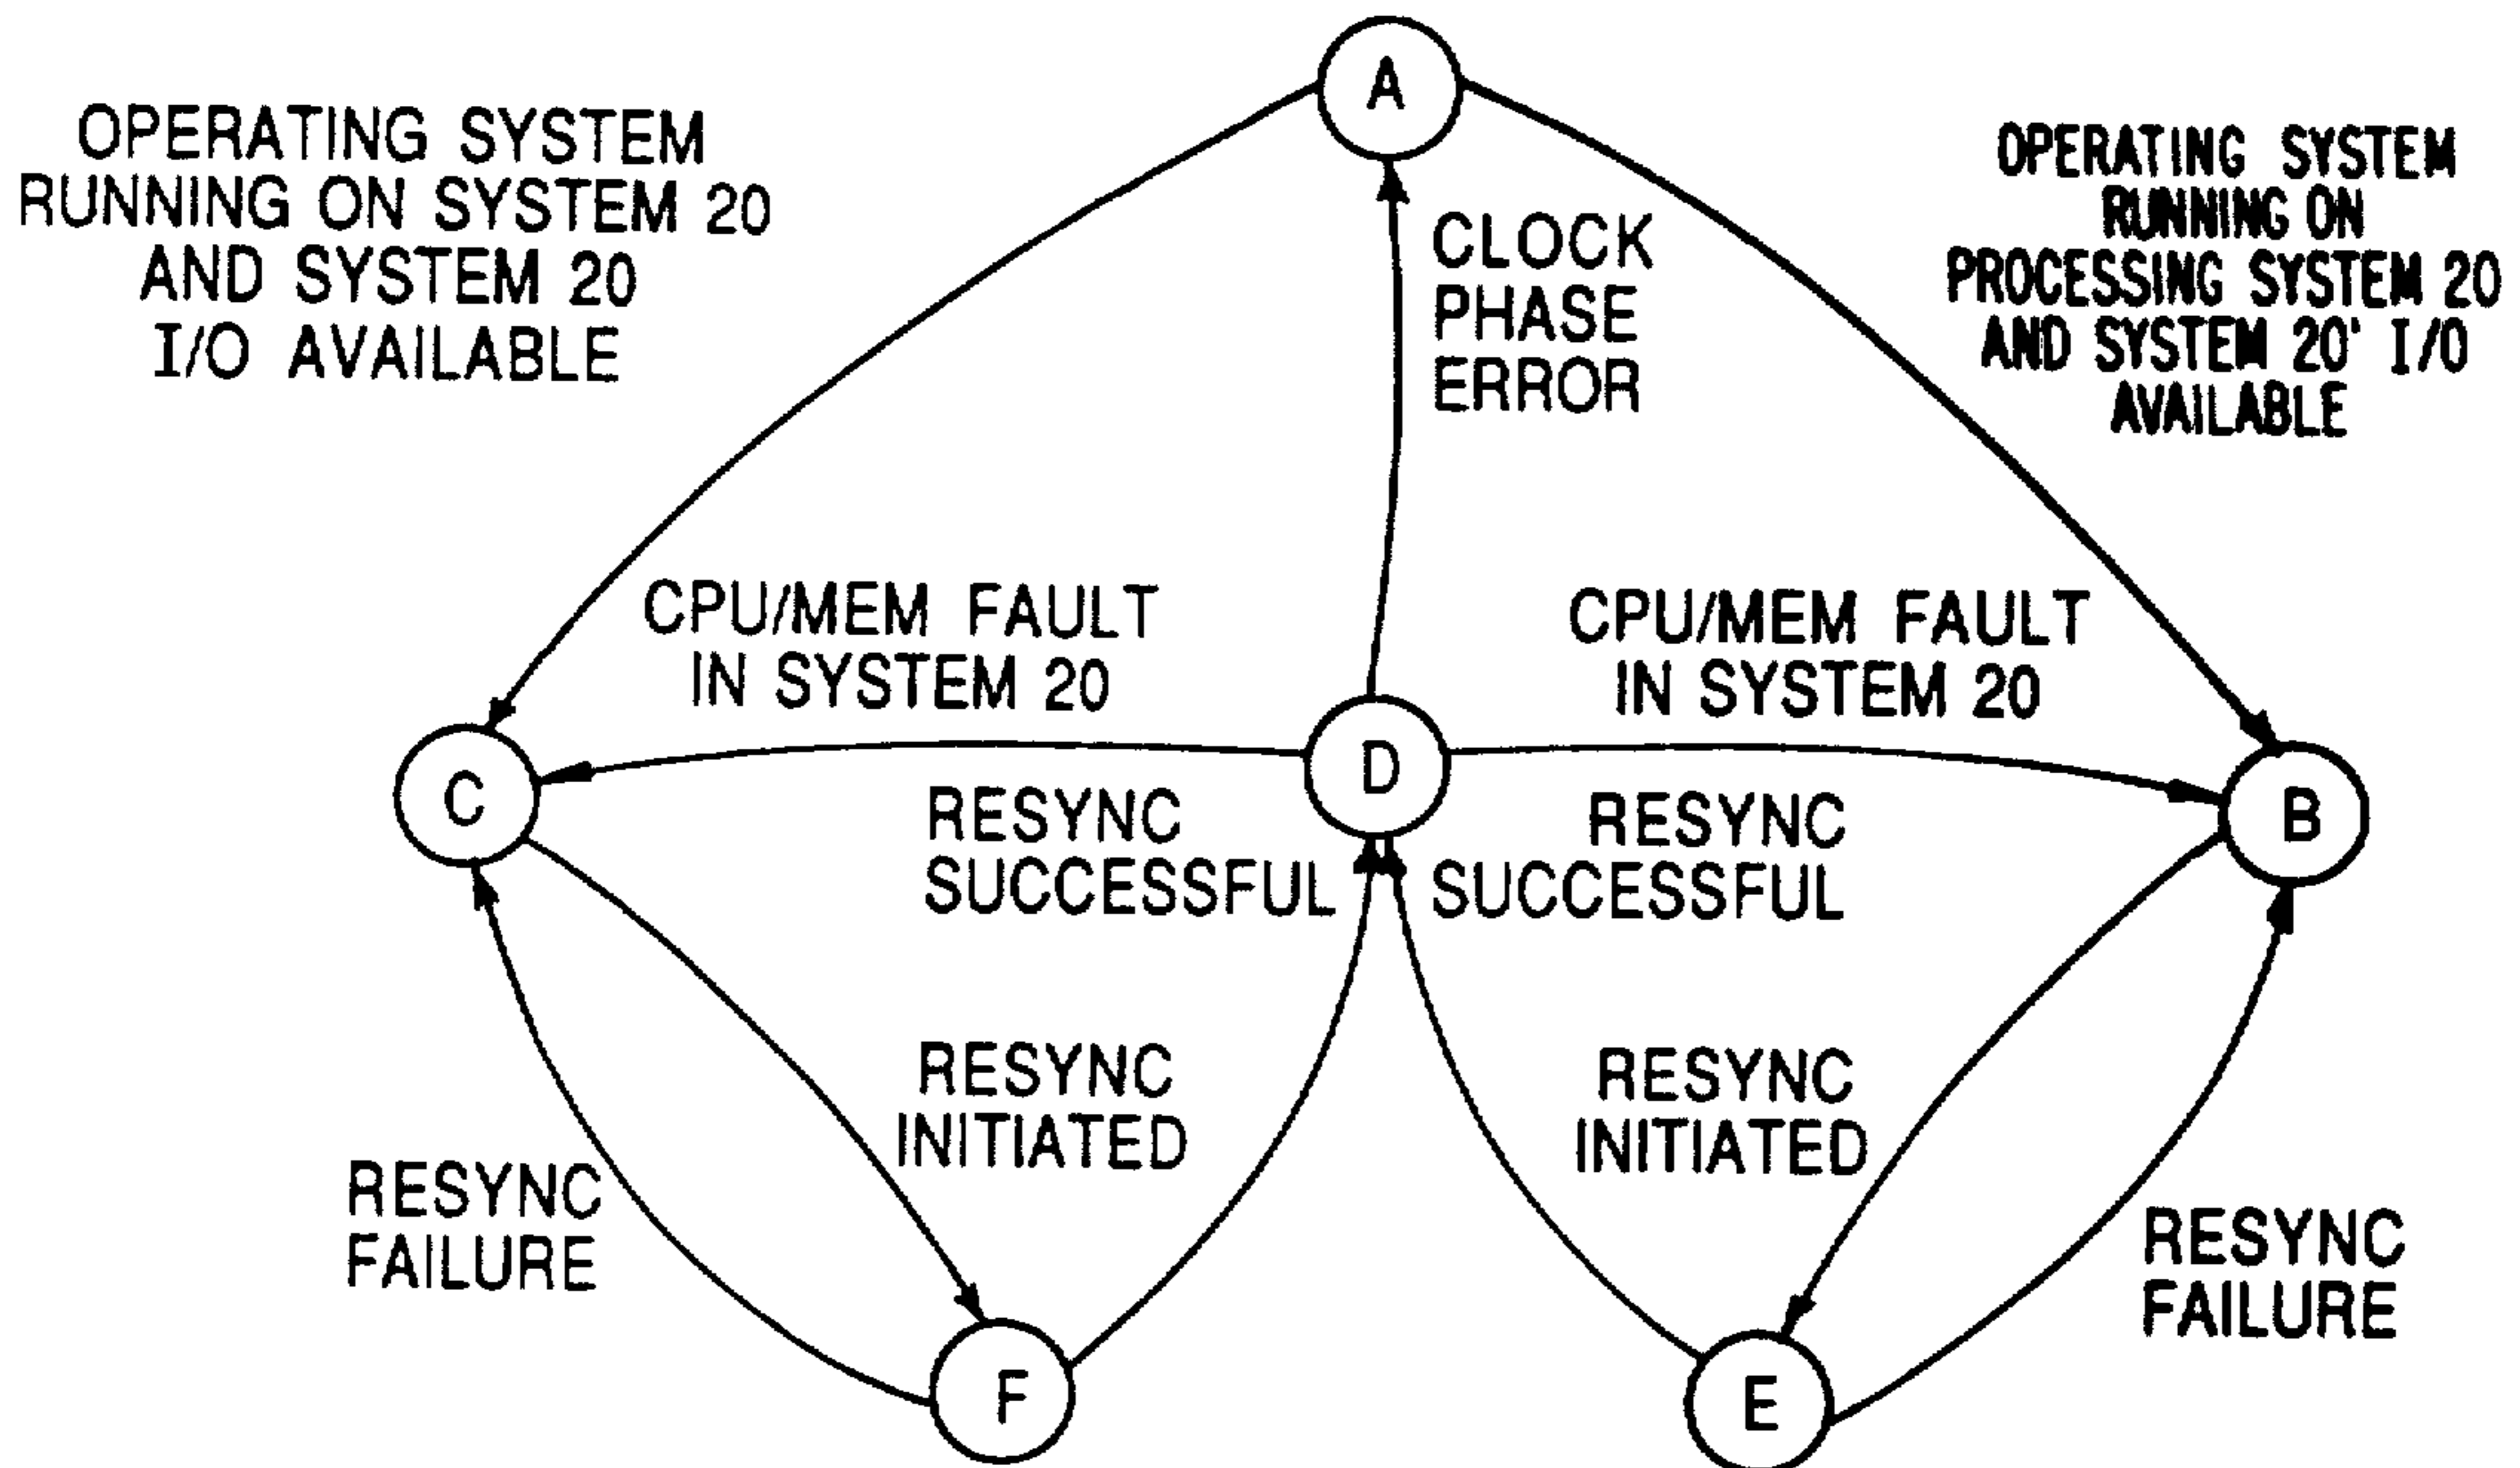 A
OPERATING SYSTEM
RUNNING ON SYSTEM 20
AND SYSTEM 20
I/O AVAILABLE
CLOCK
PHASE
ERROR
OPERATING SYSTEM
RUNNING ON
PROCESSING SYSTEM 20
AND SYSTEM 20' I/O
AVAILABLE
CPU/MEM FAULT
IN SYSTEM 20
CPU/MEM FAULT
IN SYSTEM 20
C
D
B
RESYNC
SUCCESSFUL
RESYNC
SUCCESSFUL
RESYNC
INITIATED
RESYNC
INITIATED
RESYNC
FAILURE
RESYNC
FAILURE
F
E